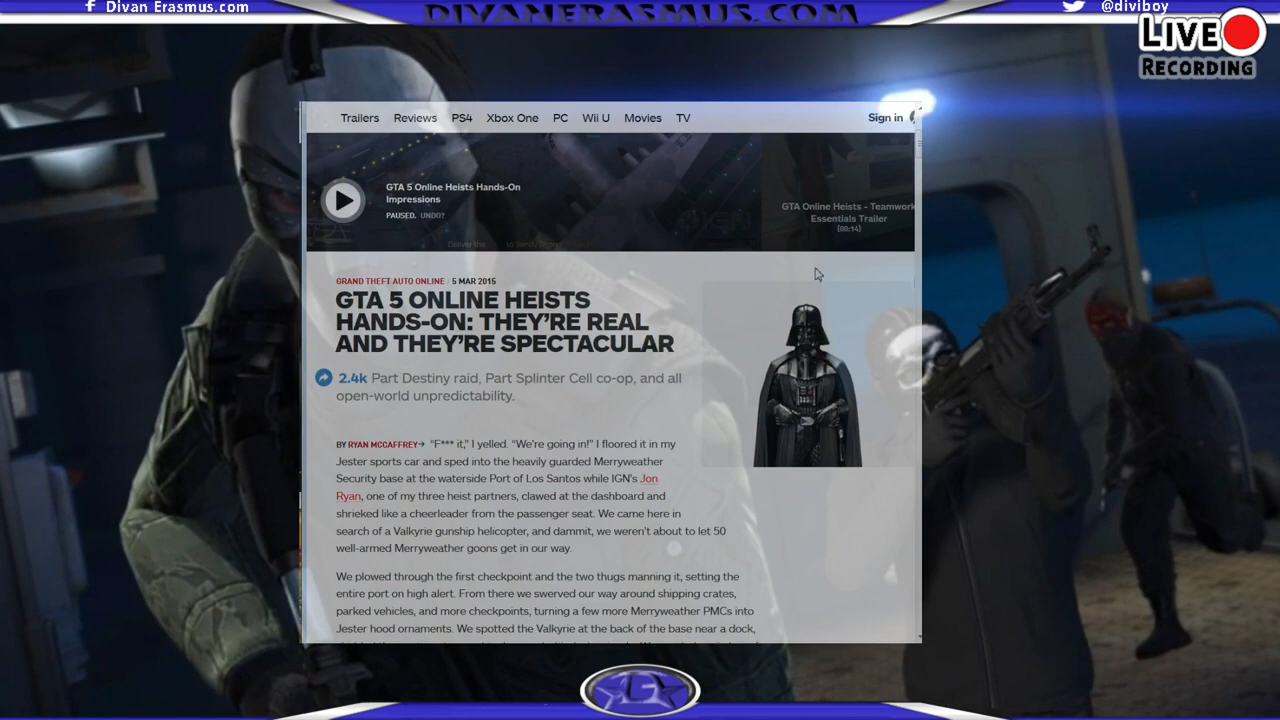 Divan Erasmus.com
DIVANERASMUS.COM
@diviboy
LIVE
RECORDING
Trailers Reviews PS4 Xbox One PC Wii U Movies TV Sign in
GTA 5 Online Heists Hands-On
Impressions
PAUSED. UNDO?
GTA Online Heists - Teamwork
Essentials Trailer
(00:14)
Deliver the to
GRAND THEFT AUTO ONLINE / 5 MAR 2015
GTA 5 ONLINE HEISTS
HANDS-ON: THEY'RE REAL
AND THEY'RE SPECTACULAR
2.4k Part Destiny raid, Part Splinter Cell co-op, and all
open-world unpredictability.
BY RYAN MCCAFFREY “F*** it,” I yelled. “We’re going in!” I floored it in my
Jester sports car and sped into the heavily guarded Merryweather
Security base at the waterside Port of Los Santos while IGN’s Jon
Ryan, one of my three heist partners, clawed at the dashboard and
shrieked like a cheerleader from the passenger seat. We came here in
search of a Valkyrie gunship helicopter, and dammit, we weren’t about to let 50
well-armed Merryweather goons get in our way.
We plowed through the first checkpoint and the two thugs manning it, setting the
entire port on high alert. From there we swerved our way around shipping crates,
parked vehicles, and more checkpoints, turning a few more Merryweather PMCs into
Jester hood ornaments. We spotted the Valkyrie at the back of the base near a dock,